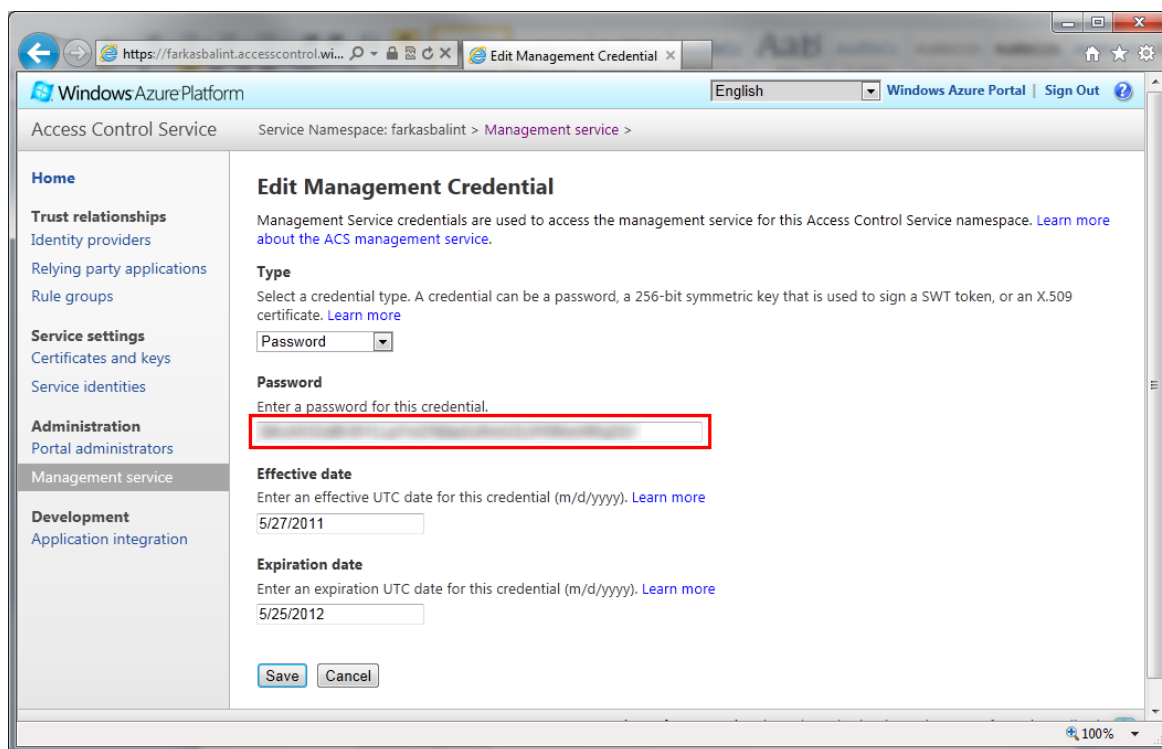 https://farkasbalint.accesscontrol.wi...
Edit Management Credential
Windows Azure Platform
English
Windows Azure Portal | Sign Out
Access Control Service
Service Namespace: farkasbalint > Management service >
Home
Trust relationships
Identity providers
Relying party applications
Rule groups
Service settings
Certificates and keys
Service identities
Administration
Portal administrators
Management service
Development
Application integration
Edit Management Credential
Management Service credentials are used to access the management service for this Access Control Service namespace. Learn more
about the ACS management service.
Type
Select a credential type. A credential can be a password, a 256-bit symmetric key that is used to sign a SWT token, or an X.509
certificate. Learn more
Password
Password
Enter a password for this credential.
Effective date
Enter an effective UTC date for this credential (m/d/yyyy). Learn more
5/27/2011
Expiration date
Enter an expiration UTC date for this credential (m/d/yyyy). Learn more
5/25/2012
Save
Cancel
100%